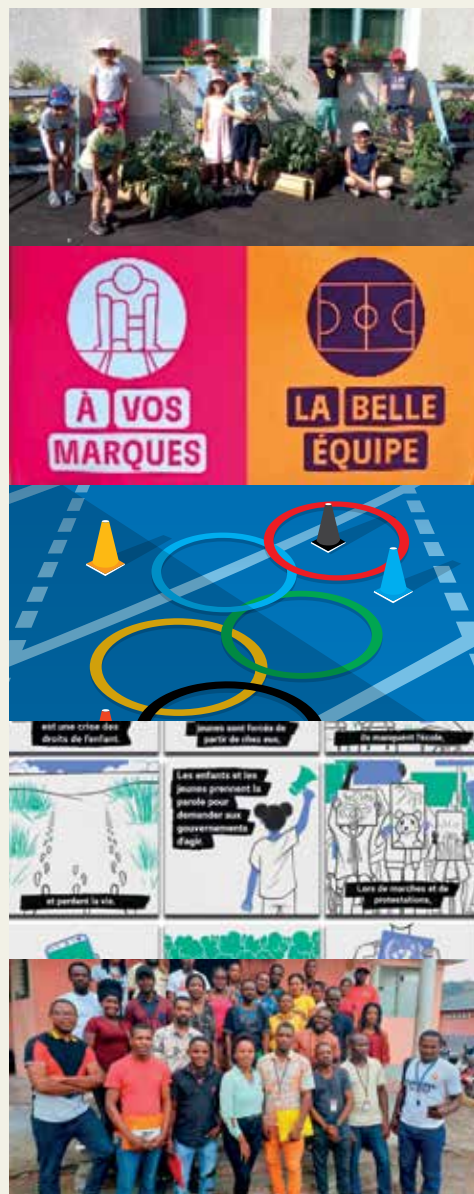 À VOS
MARQUES
LA BELLE
ÉQUIPE
est une crise des
droits de l'enfant.
jeunes sont forcés de
partir de chez eux,
ils manquent l'école,
et perdent la vie,
Les enfants et les
jeunes prennent la
parole pour
demander aux
gouvernements
d'agir.
Lors de marches et de
protestations,